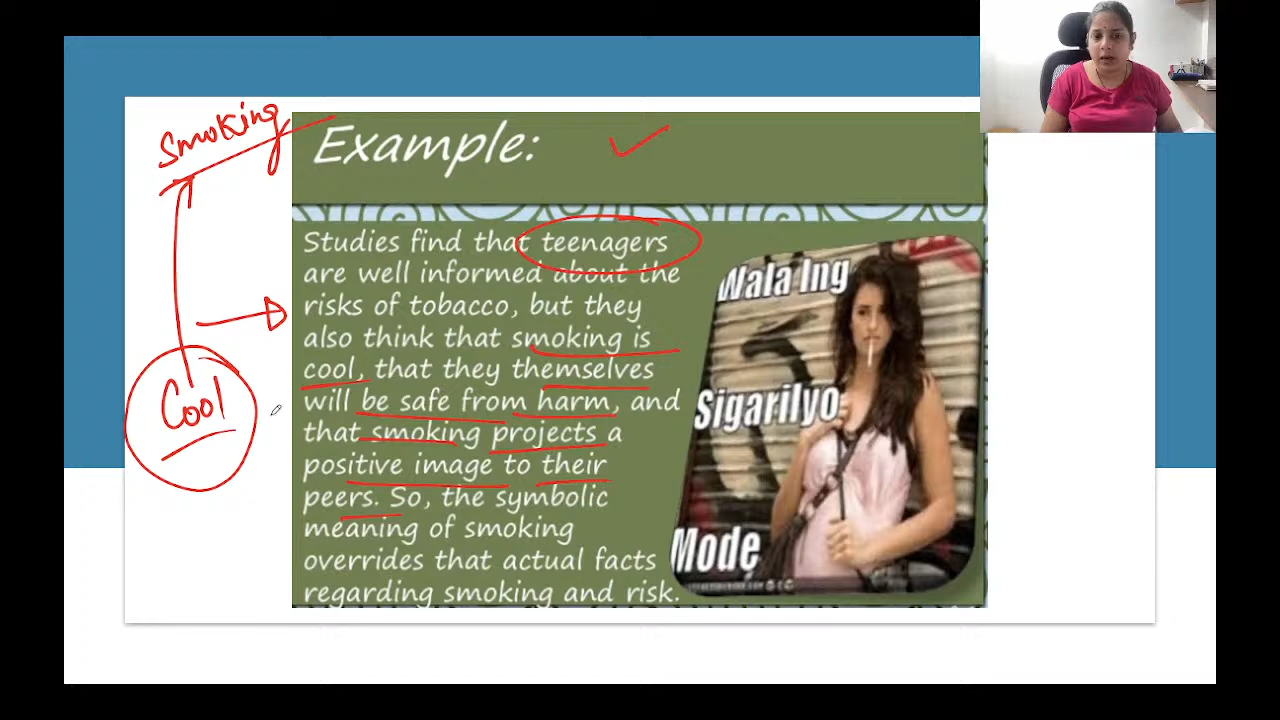 Smoking
Example:
Studies find that teenagers
are well informed about the
risks of tobacco, but they
also think that smoking is
cool, that they themselves
will be safe from harm, and
that smoking projects a
positive image to their
peers. So, the symbolic
meaning of smoking
overrides that actual facts
regarding smoking and risk.
Cool
Wala Ing
Sigarilyo
Mode